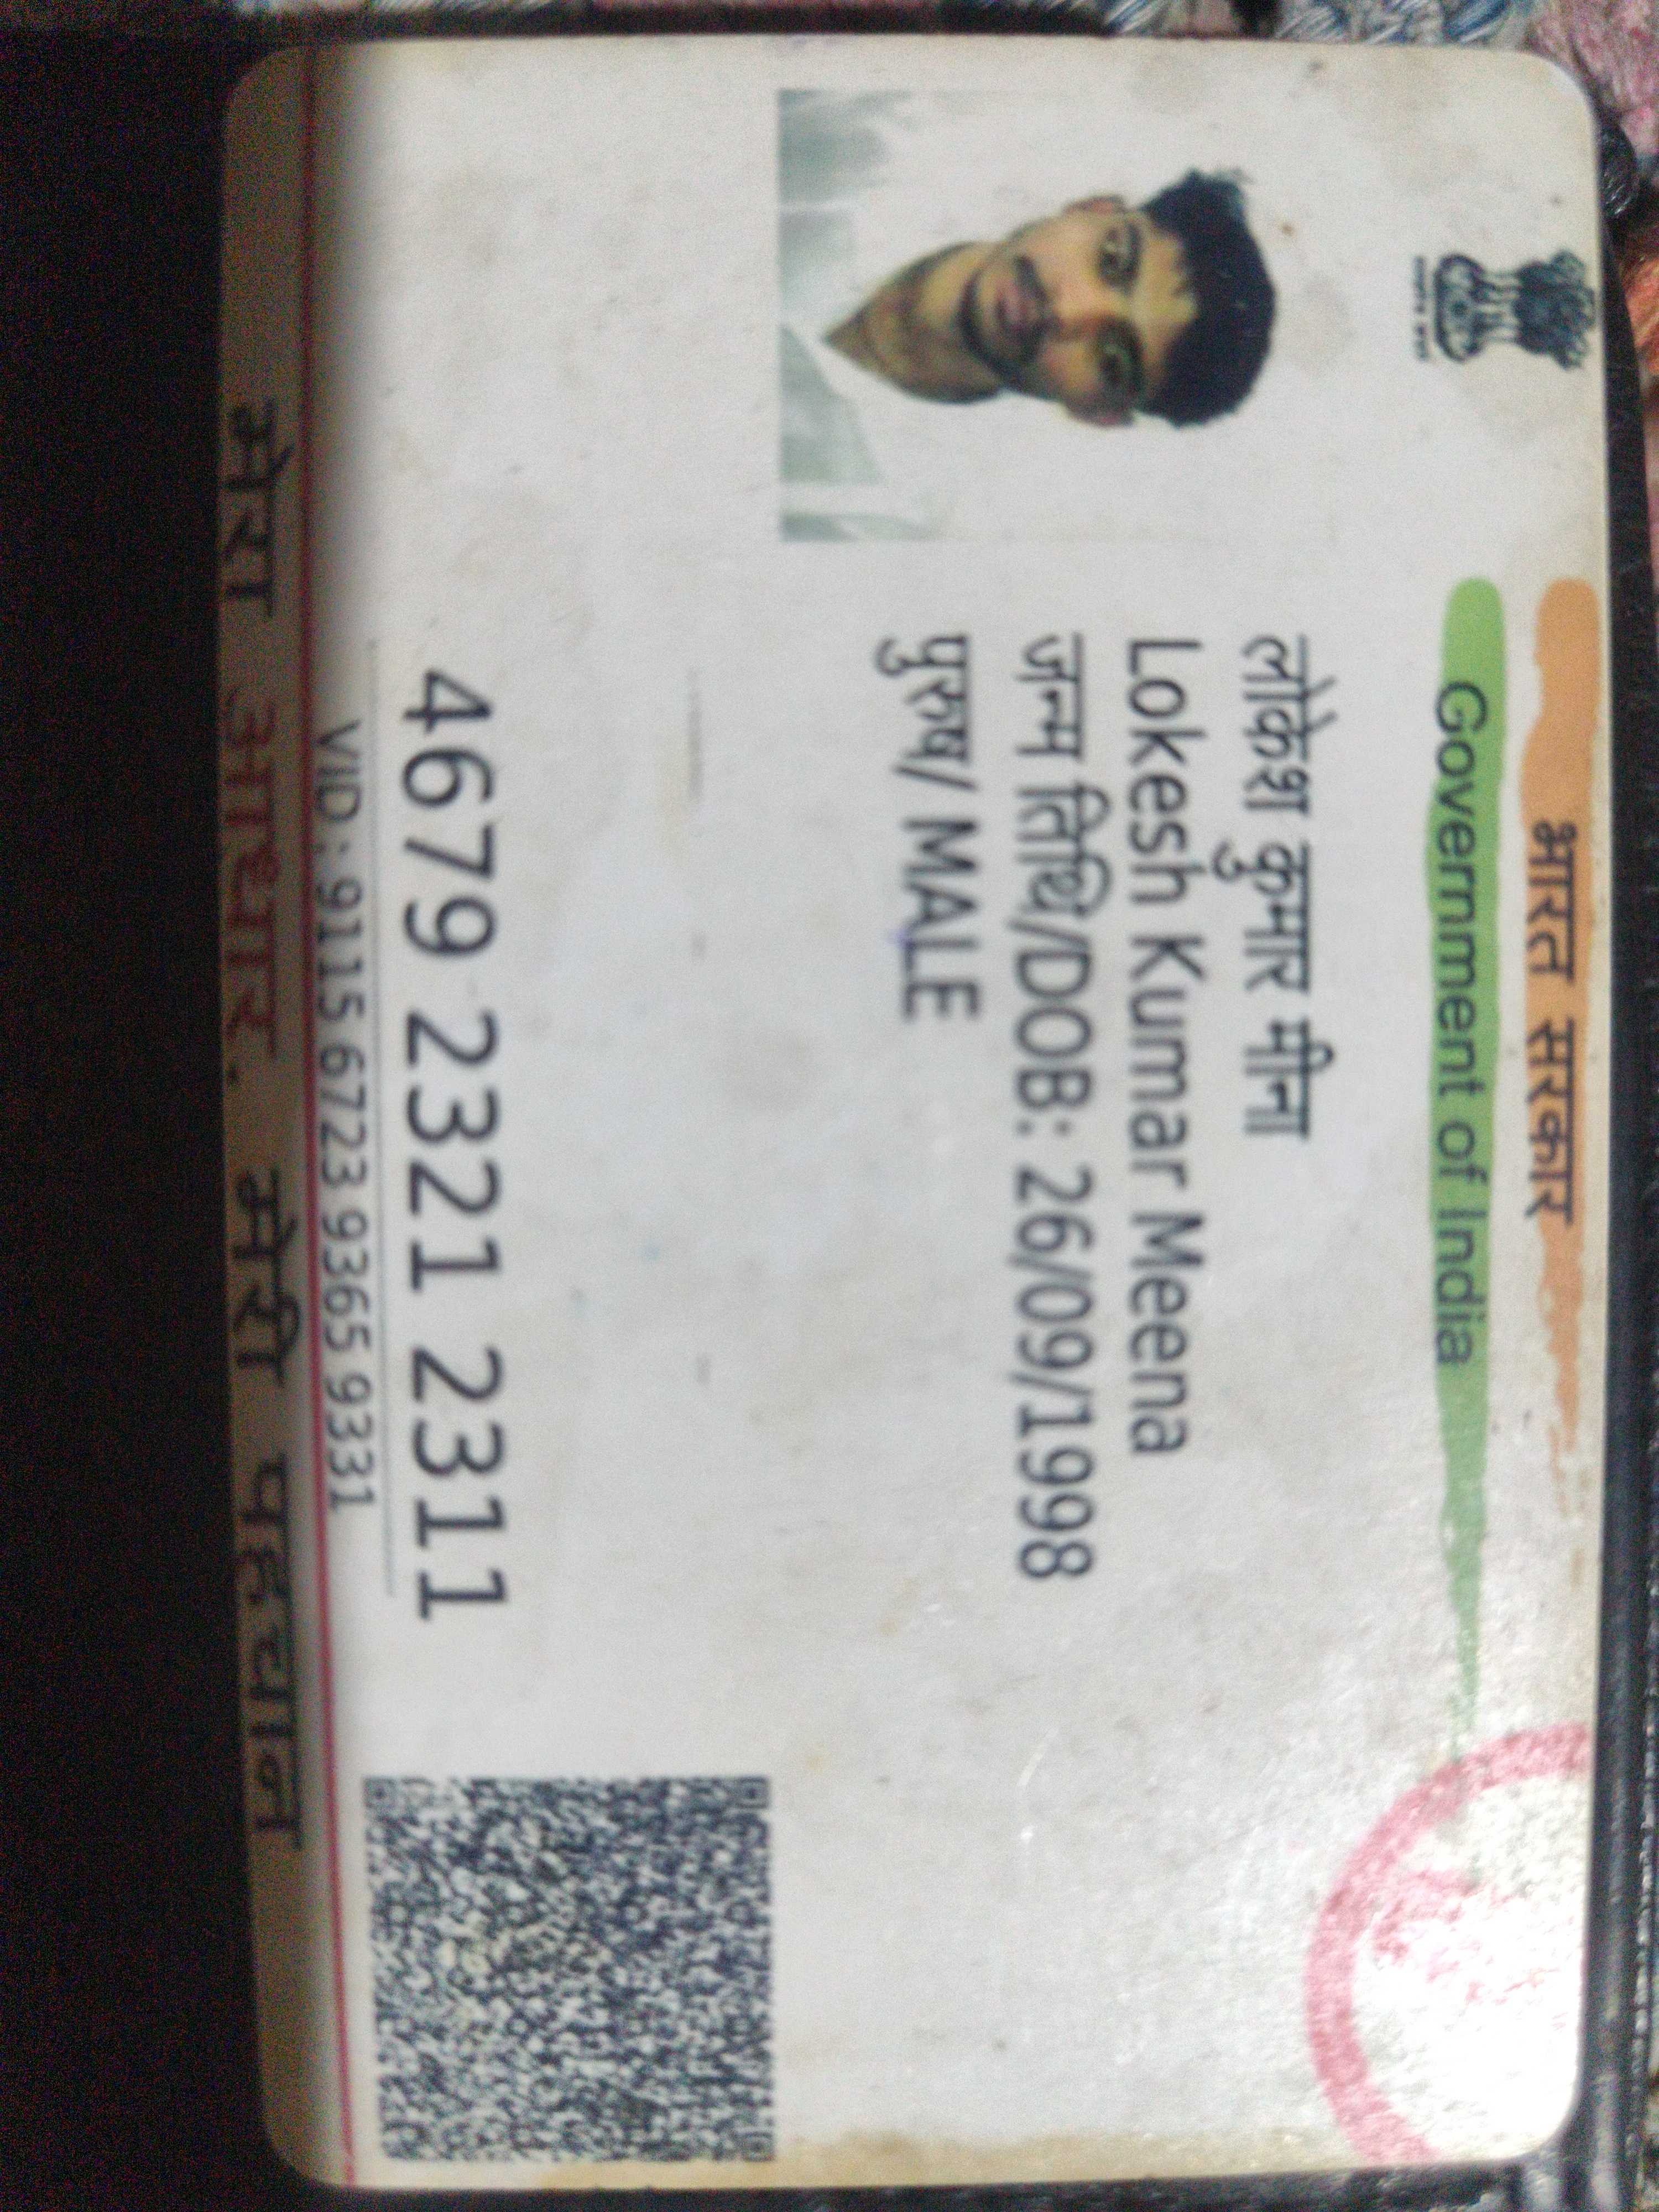 भारत सरकार
Government of India
लोकेश कुमार मीना
Lokesh Kumar Meena
जन्म तिथि/DOB: 26/09/1998
पुरुष/ MALE
4679 2321 2311
VID : 9115 6723 9365 9331
मेरा आधार, मेरी पहचान